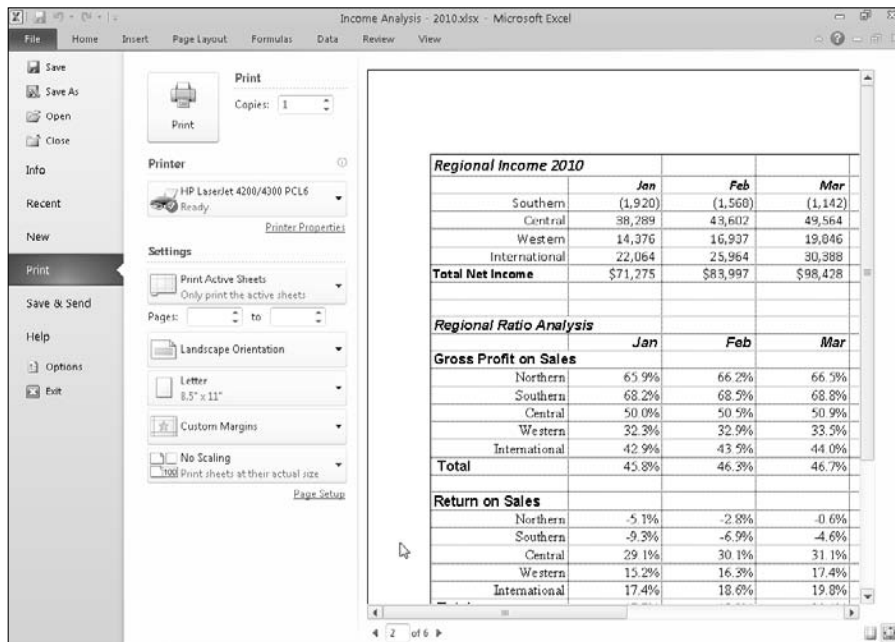 Income Analysis - 2010.xlsx - Microsoft Excel
File Home Insert Page Layout Formulas Data Review View
Save
Save As
Open
Close
Info
Recent
New
Print
Save & Send
Help
Options
Exit
Print
Print
Copies: 1
Printer
HP LaserJet 4200/4300 PCL6
Ready
Printer Properties
Settings
Print Active Sheets
Only print the active sheets
Pages: to
Landscape Orientation
Letter
8.5" x 11"
Custom Margins
No Scaling
100 Print sheets at their actual size
Page Setup
Regional Income 2010
Jan Feb Mar
Southern (1,920) (1,568) (1,142)
Central 38,289 43,602 49,564
Western 14,376 16,937 19,846
International 22,064 25,964 30,388
Total Net Income $71,275 $83,997 $98,428
Regional Ratio Analysis
Jan Feb Mar
Gross Profit on Sales
Northern 65.9% 66.2% 66.5%
Southern 68.2% 68.5% 68.8%
Central 50.0% 50.5% 50.9%
Western 32.3% 32.9% 33.5%
International 42.9% 43.5% 44.0%
Total 45.8% 46.3% 46.7%
Return on Sales
Northern -5.1% -2.8% -0.6%
Southern -9.3% -6.9% -4.6%
Central 29.1% 30.1% 31.1%
Western 15.2% 16.3% 17.4%
International 17.4% 18.6% 19.8%
2 of 6